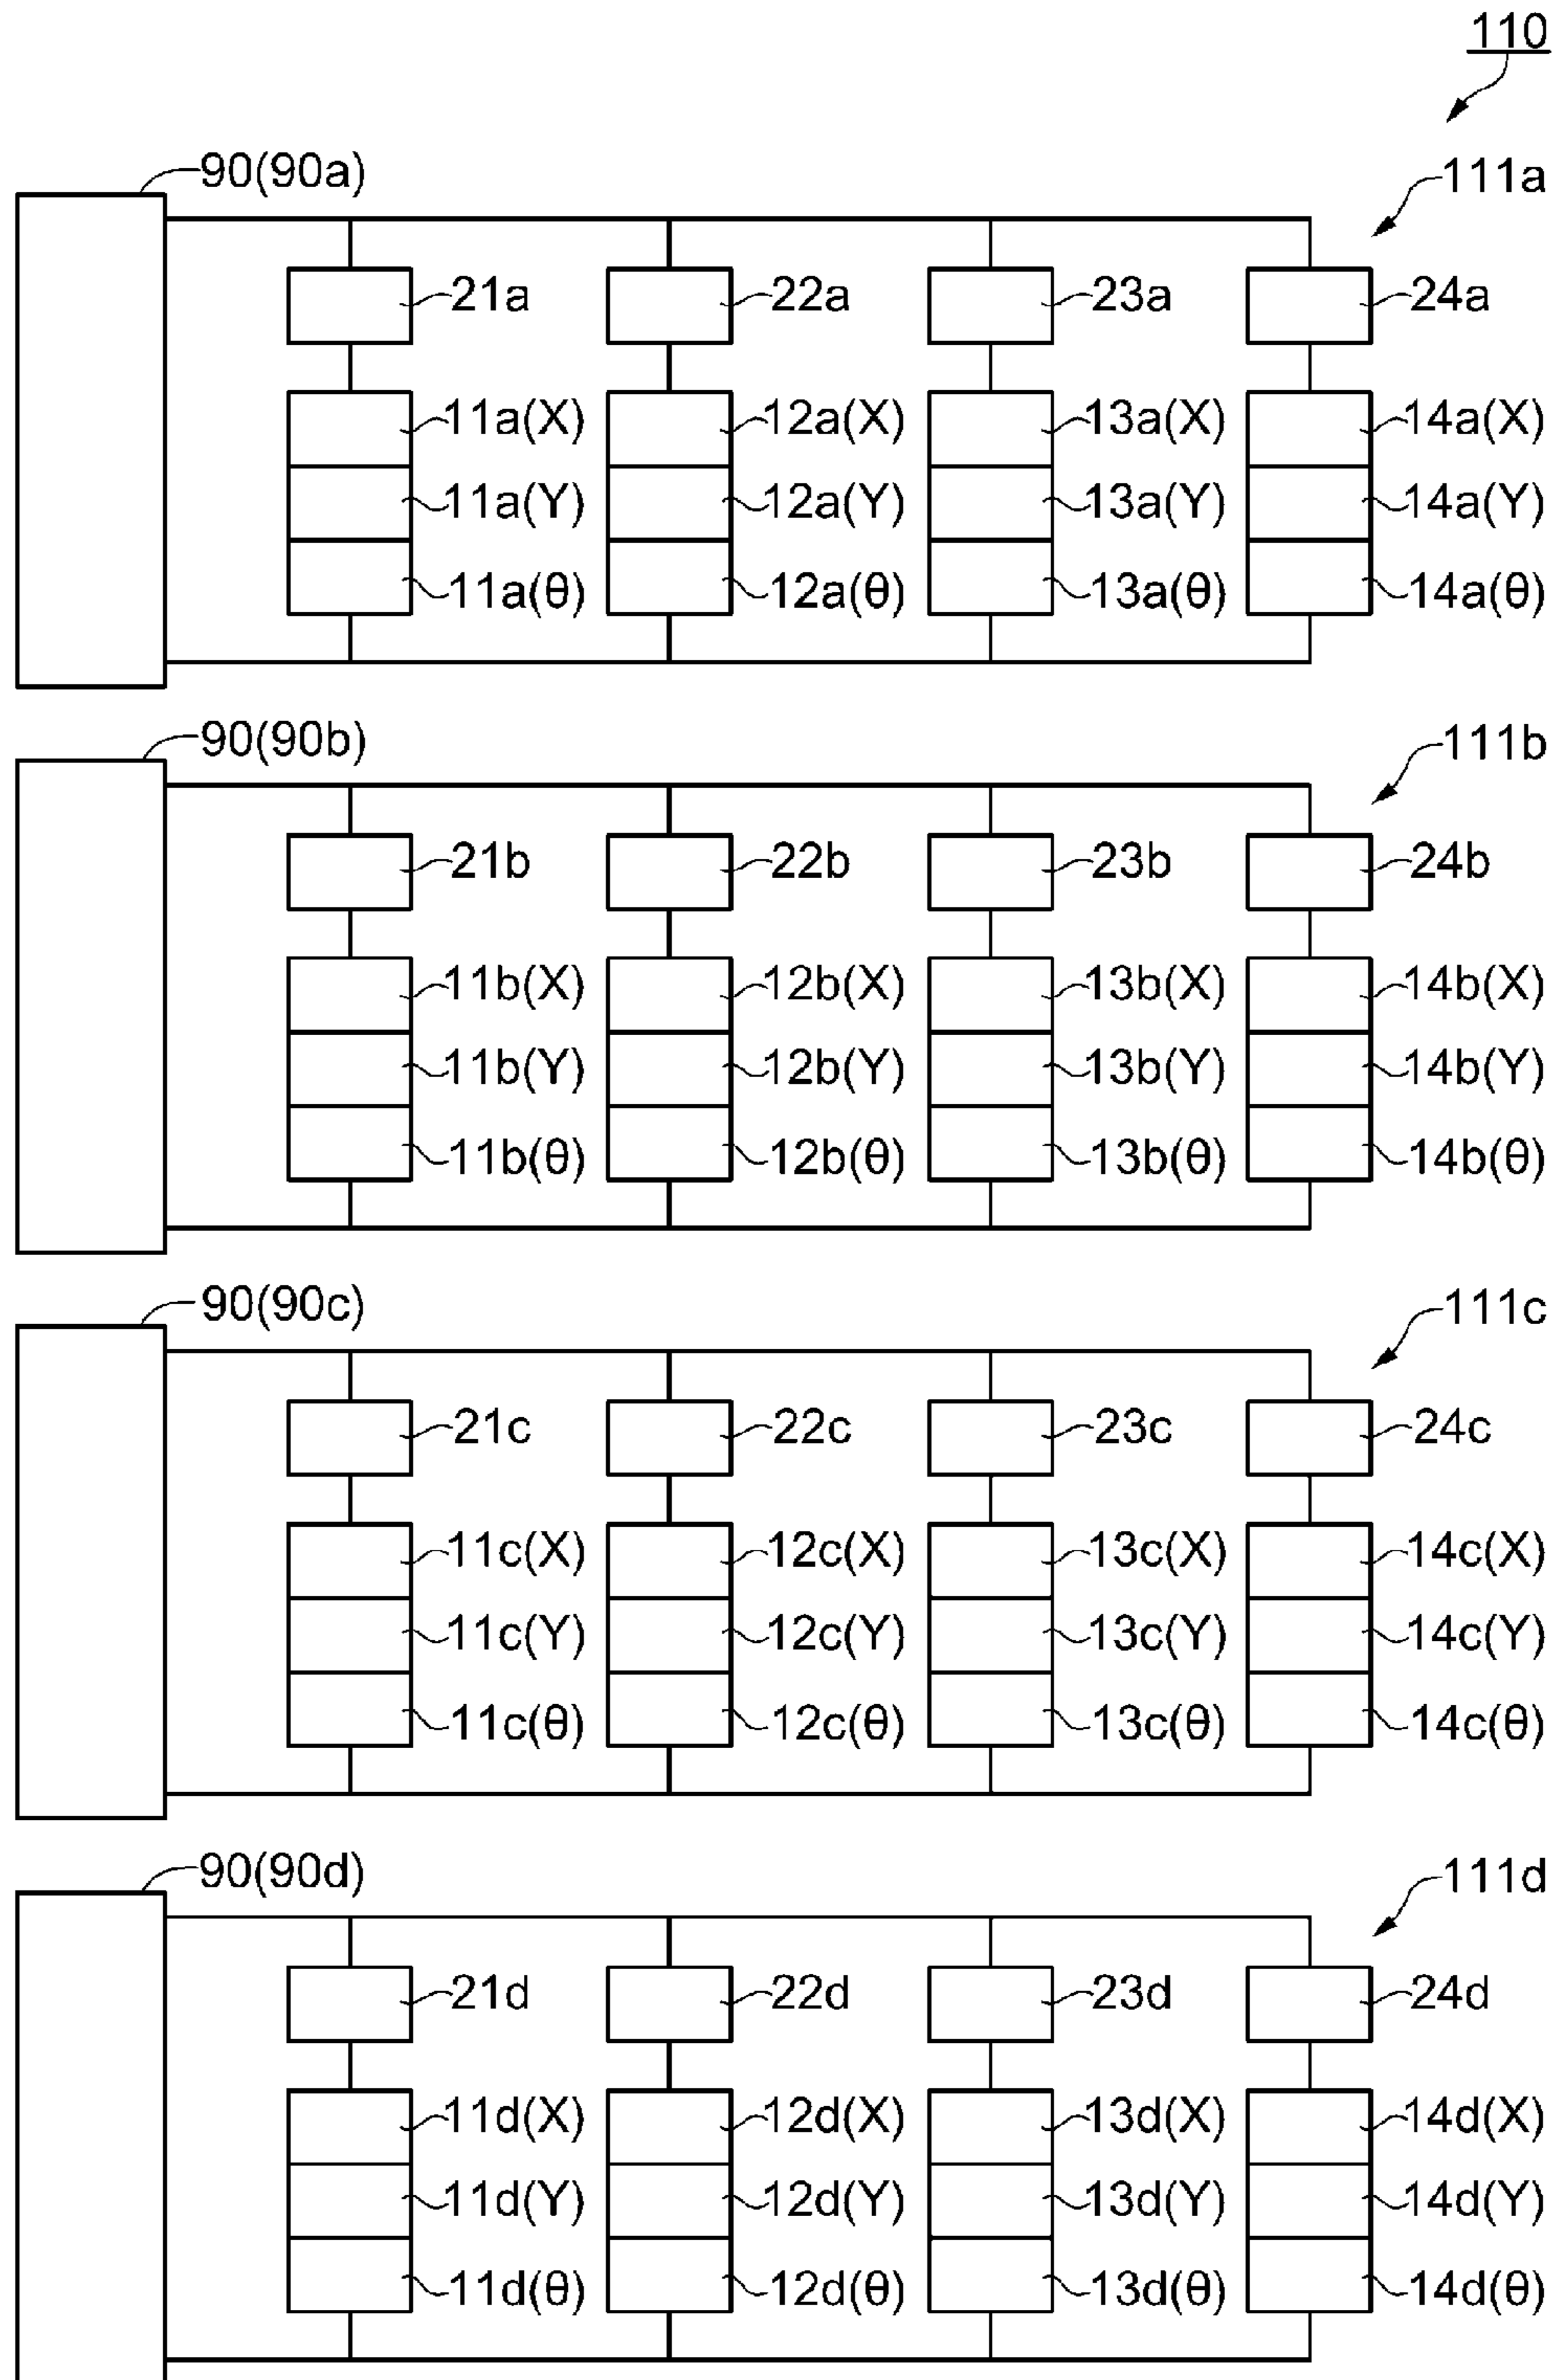 110
90(90a)
111a
21a 22a 23a 24a
11a(X) 12a(X) 13a(X) 14a(X)
11a(Y) 12a(Y) 13a(Y) 14a(Y)
11a(θ) 12a(θ) 13a(θ) 14a(θ)
90(90b)
111b
21b 22b 23b 24b
11b(X) 12b(X) 13b(X) 14b(X)
11b(Y) 12b(Y) 13b(Y) 14b(Y)
11b(θ) 12b(θ) 13b(θ) 14b(θ)
90(90c)
111c
21c 22c 23c 24c
11c(X) 12c(X) 13c(X) 14c(X)
11c(Y) 12c(Y) 13c(Y) 14c(Y)
11c(θ) 12c(θ) 13c(θ) 14c(θ)
90(90d)
111d
21d 22d 23d 24d
11d(X) 12d(X) 13d(X) 14d(X)
11d(Y) 12d(Y) 13d(Y) 14d(Y)
11d(θ) 12d(θ) 13d(θ) 14d(θ)